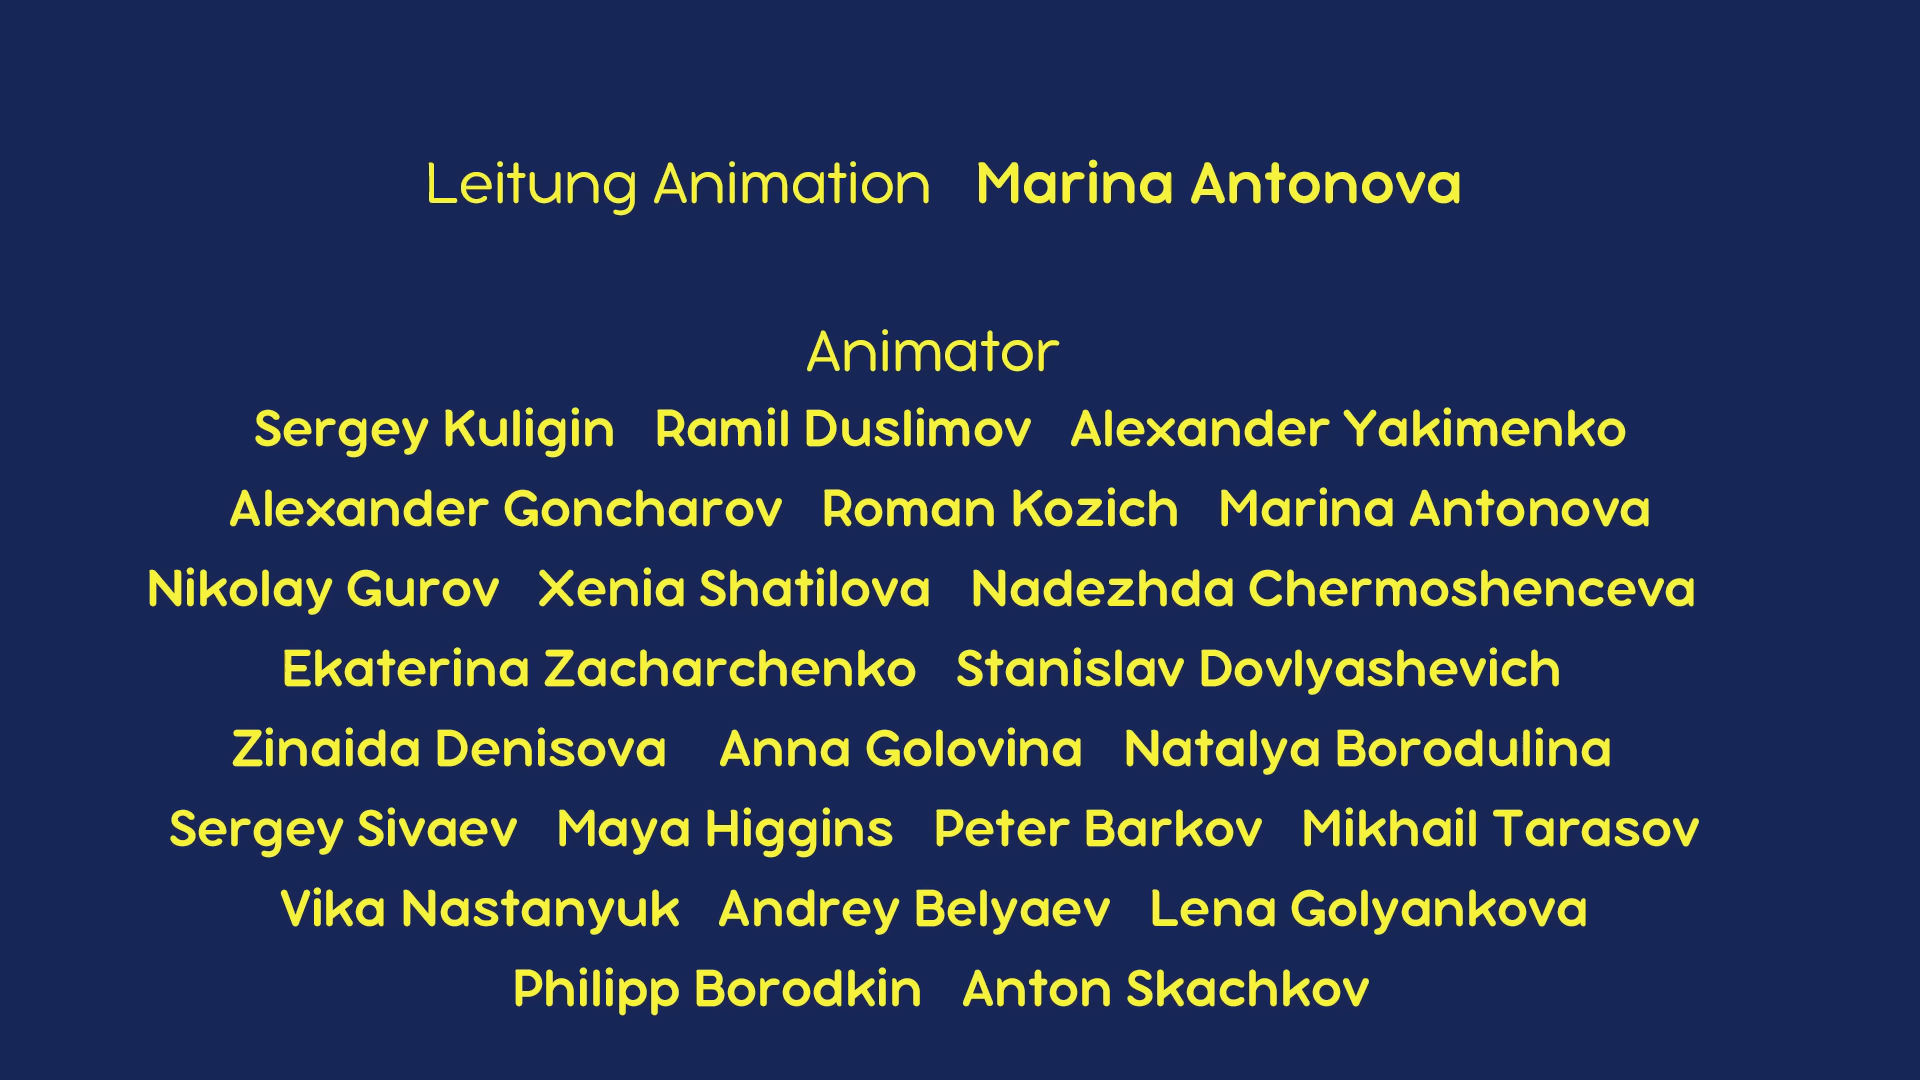 Leitung Animation Marina Antonova
Animator
Sergey Kuligin Ramil Duslimov Alexander Yakimenko
Alexander Goncharov Roman Kozich Marina Antonova
Nikolay Gurov Xenia Shatilova Nadezhda Chermoshenceva
Ekaterina Zacharchenko Stanislav Dovlyashevich
Zinaida Denisova Anna Golovina Natalya Borodulina
Sergey Sivaev Maya Higgins Peter Barkov Mikhail Tarasov
Vika Nastanyuk Andrey Belyaev Lena Golyankova
Philipp Borodkin Anton Skachkov